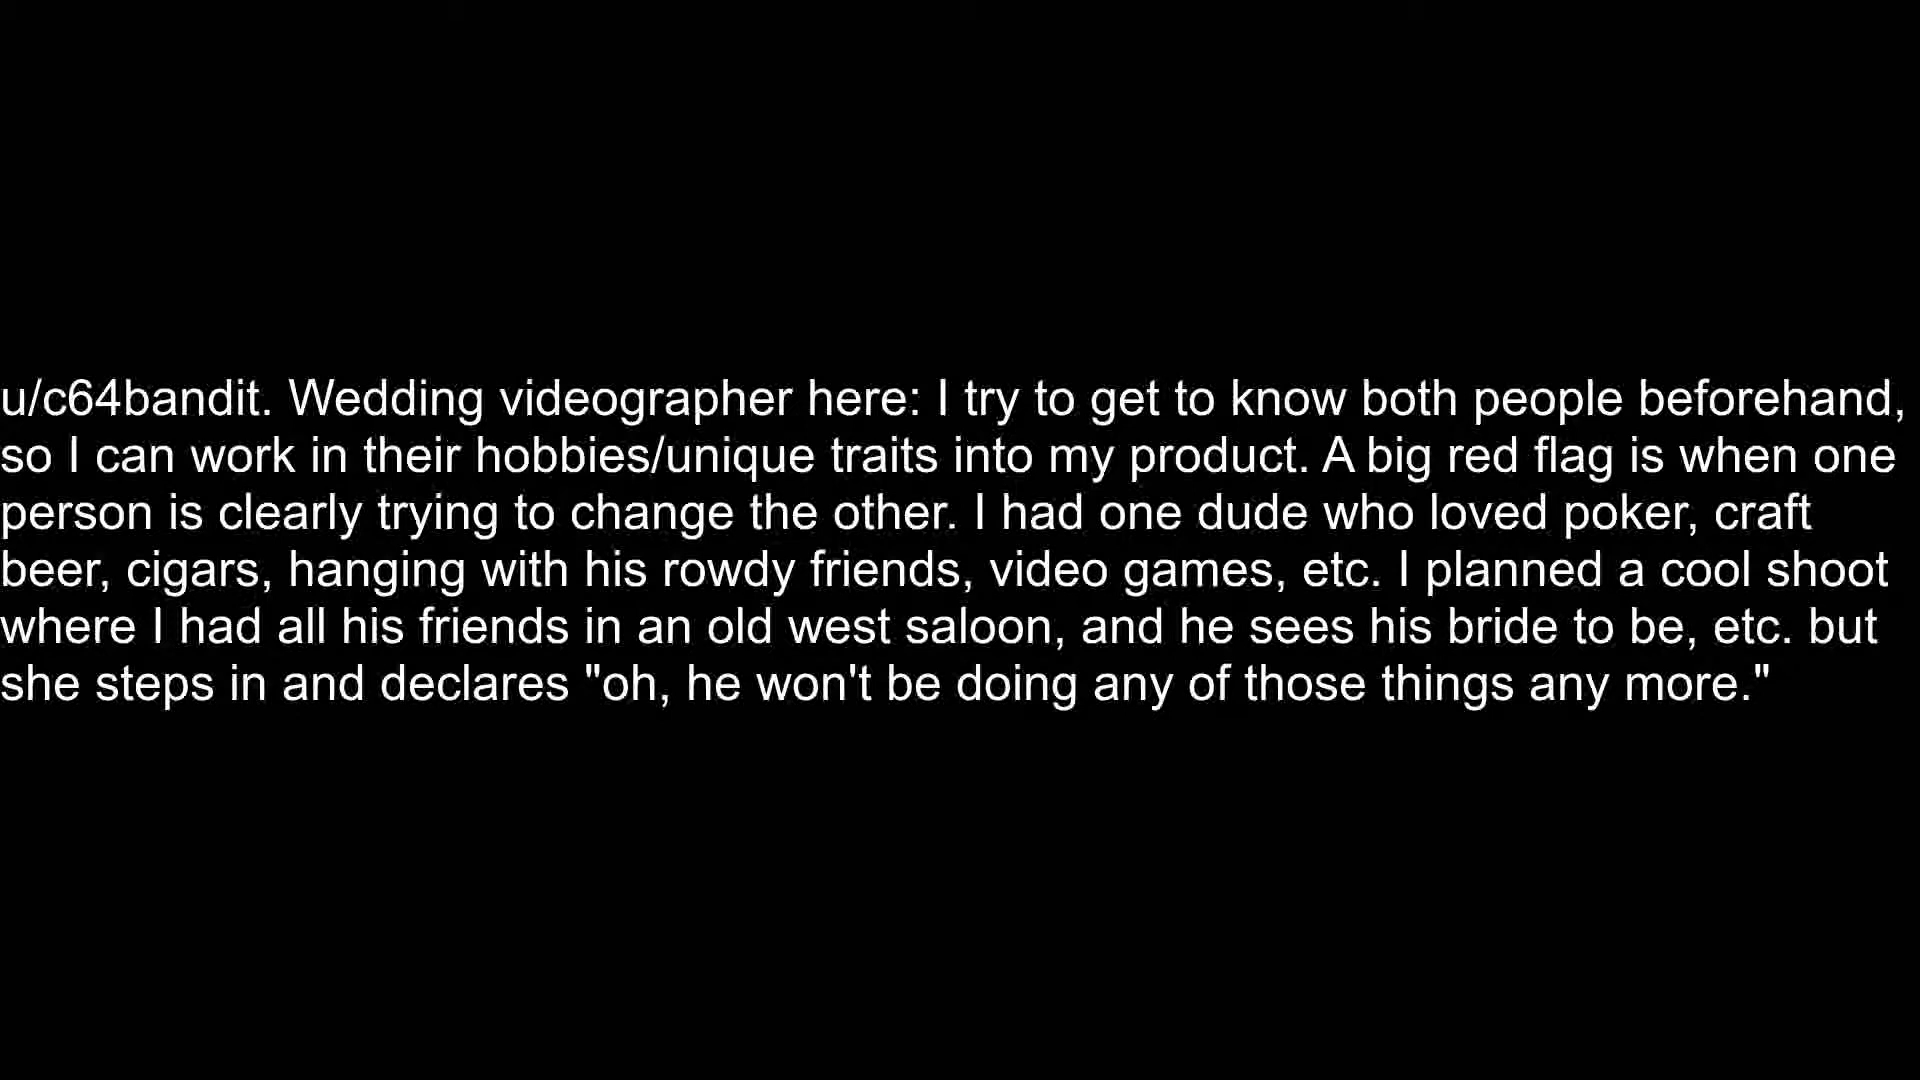 u/c64bandit. Wedding videographer here: I try to get to know both people beforehand,
so I can work in their hobbies/unique traits into my product. A big red flag is when one
person is clearly trying to change the other. I had one dude who loved poker, craft
beer, cigars, hanging with his rowdy friends, video games, etc. I planned a cool shoot
where I had all his friends in an old west saloon, and he sees his bride to be, etc. but
she steps in and declares "oh, he won't be doing any of those things any more."